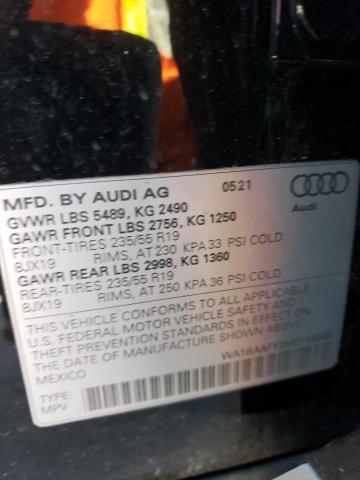 MFD. BY AUDI AG 0521
Audi
GVWR LBS 5489, KG 2490
GAWR FRONT LBS 2756, KG 1250
FRONT-TIRES 235/55 R19
8JX19 RIMS, AT 230 KPA 33 PSI COLD
GAWR REAR LBS 2998, KG 1360
REAR-TIRES 235/55 R19
8JX19 RIMS, AT 250 KPA 36 PSI COLD
THIS VEHICLE CONFORMS TO ALL APPLICABLE
U.S. FEDERAL MOTOR VEHICLE SAFETY AND
THEFT PREVENTION STANDARDS IN EFFECT ON
THE DATE OF MANUFACTURE SHOWN ABOVE.
MEXICO
TYPE:
MPV